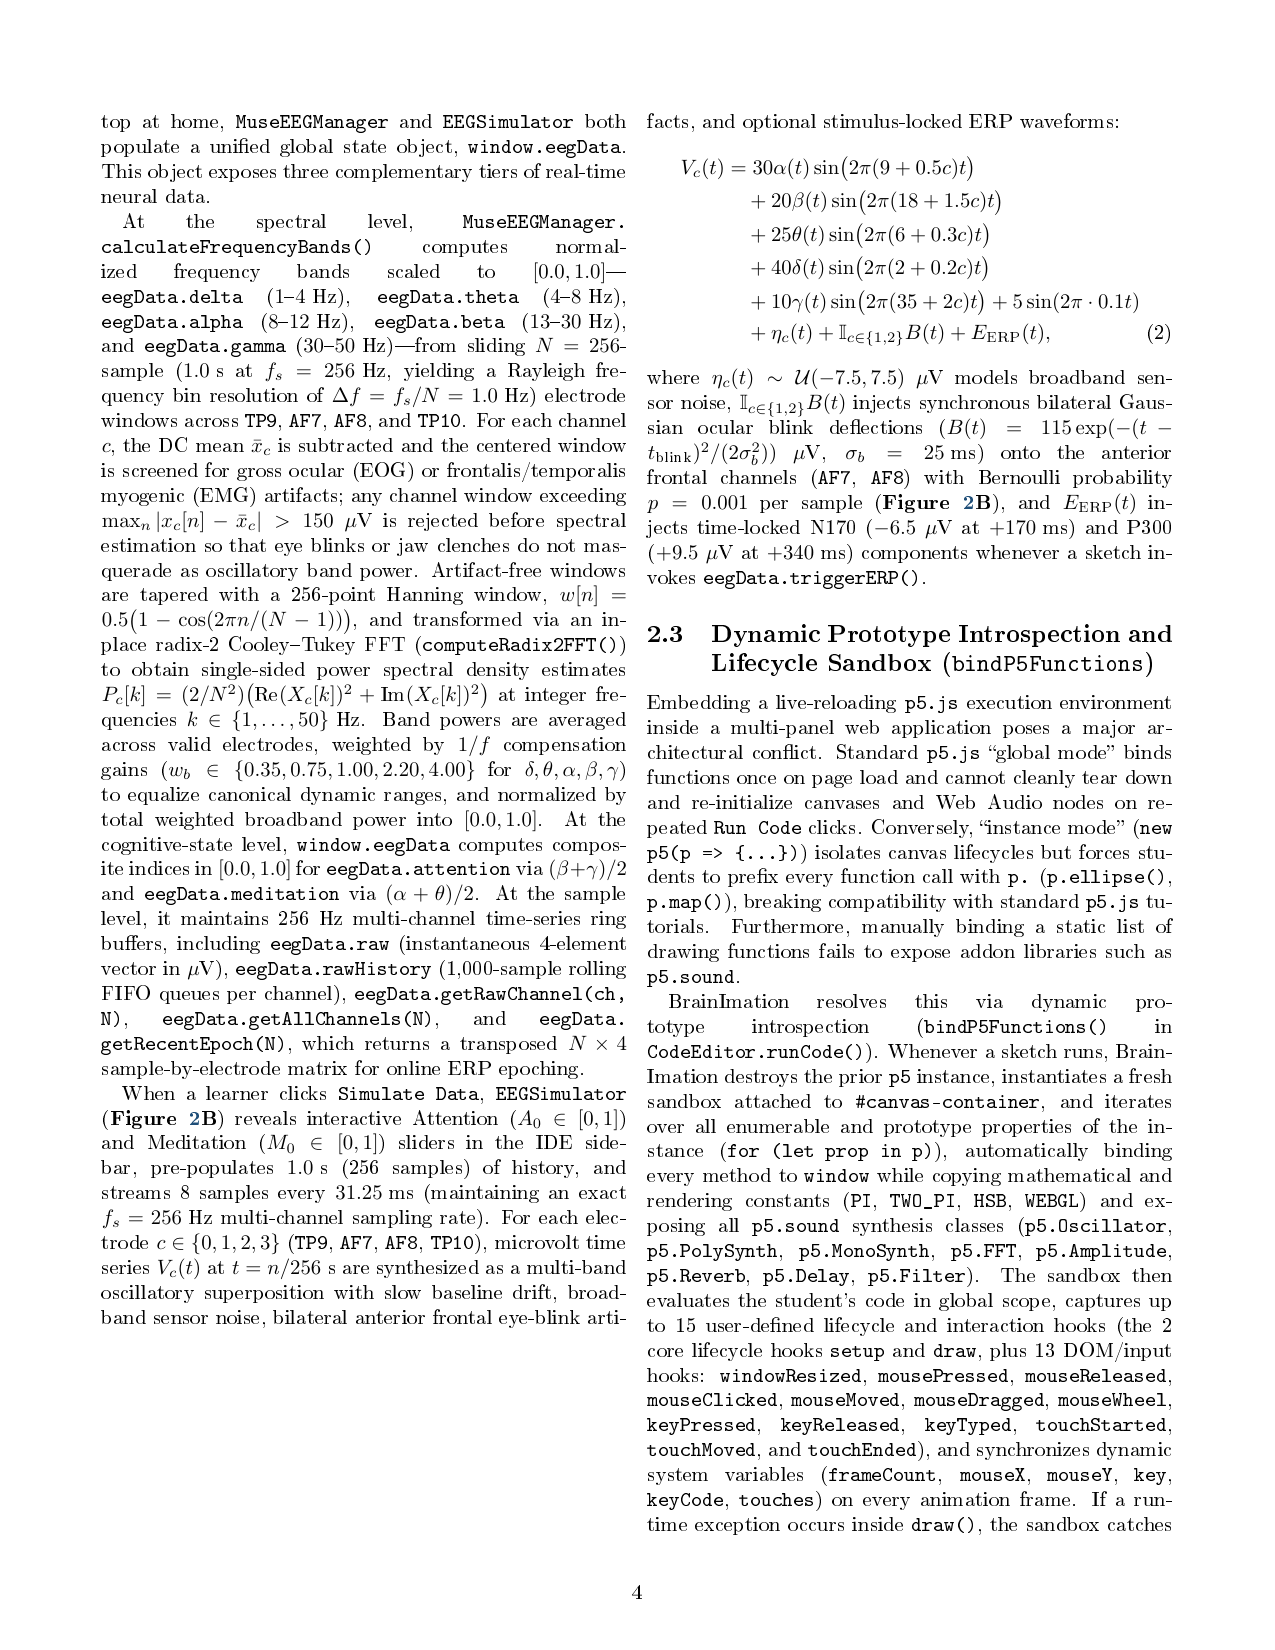 top at home, MuseEEGManager and EEGSimulator both
populate a unified global state object, window.eegData.
This object exposes three complementary tiers of real-time
neural data.
At the spectral level, MuseEEGManager.
calculateFrequencyBands() computes normal-
ized frequency bands scaled to [0.0, 1.0]—
eegData.delta (1–4 Hz), eegData.theta (4–8 Hz),
eegData.alpha (8–12 Hz), eegData.beta (13–30 Hz),
and eegData.gamma (30–50 Hz)—from sliding N = 256-
sample (1.0 s at fₛ = 256 Hz, yielding a Rayleigh fre-
quency bin resolution of Δf = fₛ/N = 1.0 Hz) electrode
windows across TP9, AF7, AF8, and TP10. For each channel
c, the DC mean x̄_c is subtracted and the centered window
is screened for gross ocular (EOG) or frontalis/temporalis
myogenic (EMG) artifacts; any channel window exceeding
maxₙ |x_c[n] − x̄_c| > 150 μV is rejected before spectral
estimation so that eye blinks or jaw clenches do not mas-
querade as oscillatory band power. Artifact-free windows
are tapered with a 256-point Hanning window, w[n] =
0.5(1 − cos(2πn/(N − 1))), and transformed via an in-
place radix-2 Cooley–Tukey FFT (computeRadix2FFT())
to obtain single-sided power spectral density estimates
P_c[k] = (2/N²)(Re(X_c[k])² + Im(X_c[k])²) at integer fre-
quencies k ∈ {1, . . . , 50} Hz. Band powers are averaged
across valid electrodes, weighted by 1/f compensation
gains (w_b ∈ {0.35, 0.75, 1.00, 2.20, 4.00} for δ, θ, α, β, γ)
to equalize canonical dynamic ranges, and normalized by
total weighted broadband power into [0.0, 1.0]. At the
cognitive-state level, window.eegData computes compos-
ite indices in [0.0, 1.0] for eegData.attention via (β+γ)/2
and eegData.meditation via (α + θ)/2. At the sample
level, it maintains 256 Hz multi-channel time-series ring
buffers, including eegData.raw (instantaneous 4-element
vector in μV), eegData.rawHistory (1,000-sample rolling
FIFO queues per channel), eegData.getRawChannel(ch,
N), eegData.getAllChannels(N), and eegData.
getRecentEpoch(N), which returns a transposed N × 4
sample-by-electrode matrix for online ERP epoching.
When a learner clicks Simulate Data, EEGSimulator
(Figure 2B) reveals interactive Attention (A₀ ∈ [0, 1])
and Meditation (M₀ ∈ [0, 1]) sliders in the IDE side-
bar, pre-populates 1.0 s (256 samples) of history, and
streams 8 samples every 31.25 ms (maintaining an exact
fₛ = 256 Hz multi-channel sampling rate). For each elec-
trode c ∈ {0, 1, 2, 3} (TP9, AF7, AF8, TP10), microvolt time
series V_c(t) at t = n/256 s are synthesized as a multi-band
oscillatory superposition with slow baseline drift, broad-
band sensor noise, bilateral anterior frontal eye-blink arti-
facts, and optional stimulus-locked ERP waveforms:
V_c(t) = 30α(t) sin(2π(9 + 0.5c)t)
+ 20β(t) sin(2π(18 + 1.5c)t)
+ 25θ(t) sin(2π(6 + 0.3c)t)
+ 40δ(t) sin(2π(2 + 0.2c)t)
+ 10γ(t) sin(2π(35 + 2c)t) + 5 sin(2π · 0.1t)
+ η_c(t) + 𝕀_{c∈{1,2}}B(t) + E_ERP(t), (2)
where η_c(t) ∼ 𝒰(−7.5, 7.5) μV models broadband sen-
sor noise, 𝕀_{c∈{1,2}}B(t) injects synchronous bilateral Gaus-
sian ocular blink deflections (B(t) = 115 exp(−(t −
t_blink)²/(2σ_b²)) μV, σ_b = 25 ms) onto the anterior
frontal channels (AF7, AF8) with Bernoulli probability
p = 0.001 per sample (Figure 2B), and E_ERP(t) in-
jects time-locked N170 (−6.5 μV at +170 ms) and P300
(+9.5 μV at +340 ms) components whenever a sketch in-
vokes eegData.triggerERP().
2.3 Dynamic Prototype Introspection and
Lifecycle Sandbox (bindP5Functions)
Embedding a live-reloading p5.js execution environment
inside a multi-panel web application poses a major ar-
chitectural conflict. Standard p5.js “global mode” binds
functions once on page load and cannot cleanly tear down
and re-initialize canvases and Web Audio nodes on re-
peated Run Code clicks. Conversely, “instance mode” (new
p5(p => {...})) isolates canvas lifecycles but forces stu-
dents to prefix every function call with p. (p.ellipse(),
p.map()), breaking compatibility with standard p5.js tu-
torials. Furthermore, manually binding a static list of
drawing functions fails to expose addon libraries such as
p5.sound.
BrainImation resolves this via dynamic pro-
totype introspection (bindP5Functions() in
CodeEditor.runCode()). Whenever a sketch runs, Brain-
Imation destroys the prior p5 instance, instantiates a fresh
sandbox attached to #canvas-container, and iterates
over all enumerable and prototype properties of the in-
stance (for (let prop in p)), automatically binding
every method to window while copying mathematical and
rendering constants (PI, TWO_PI, HSB, WEBGL) and ex-
posing all p5.sound synthesis classes (p5.Oscillator,
p5.PolySynth, p5.MonoSynth, p5.FFT, p5.Amplitude,
p5.Reverb, p5.Delay, p5.Filter). The sandbox then
evaluates the student’s code in global scope, captures up
to 15 user-defined lifecycle and interaction hooks (the 2
core lifecycle hooks setup and draw, plus 13 DOM/input
hooks: windowResized, mousePressed, mouseReleased,
mouseClicked, mouseMoved, mouseDragged, mouseWheel,
keyPressed, keyReleased, keyTyped, touchStarted,
touchMoved, and touchEnded), and synchronizes dynamic
system variables (frameCount, mouseX, mouseY, key,
keyCode, touches) on every animation frame. If a run-
time exception occurs inside draw(), the sandbox catches
4